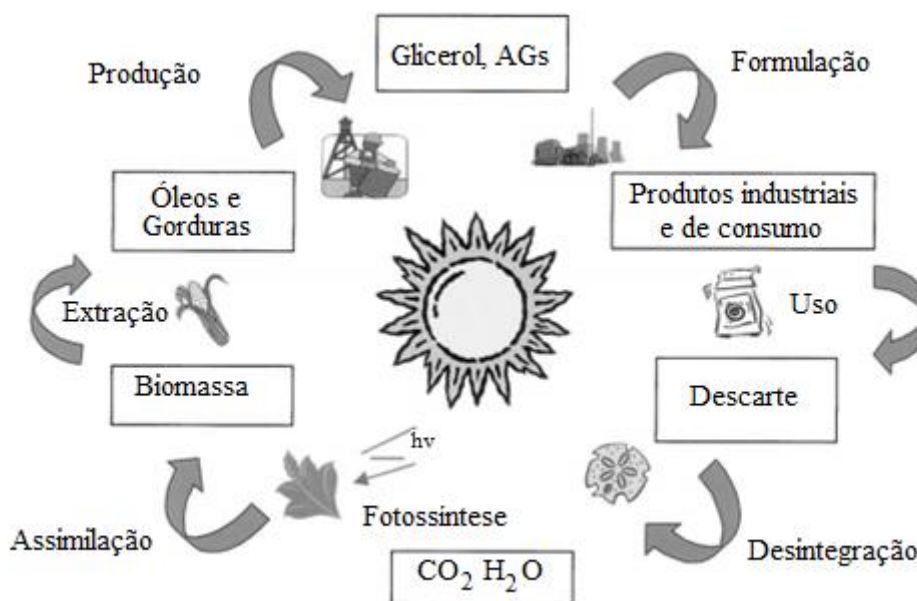 Glicerol, AGs
Produção
Formulação
Óleos e
Gorduras
Produtos industriais
e de consumo
Extração
Uso
Biomassa
Descarte
hv
Fotossíntese
Assimilação
Desintegração
CO₂ H₂O